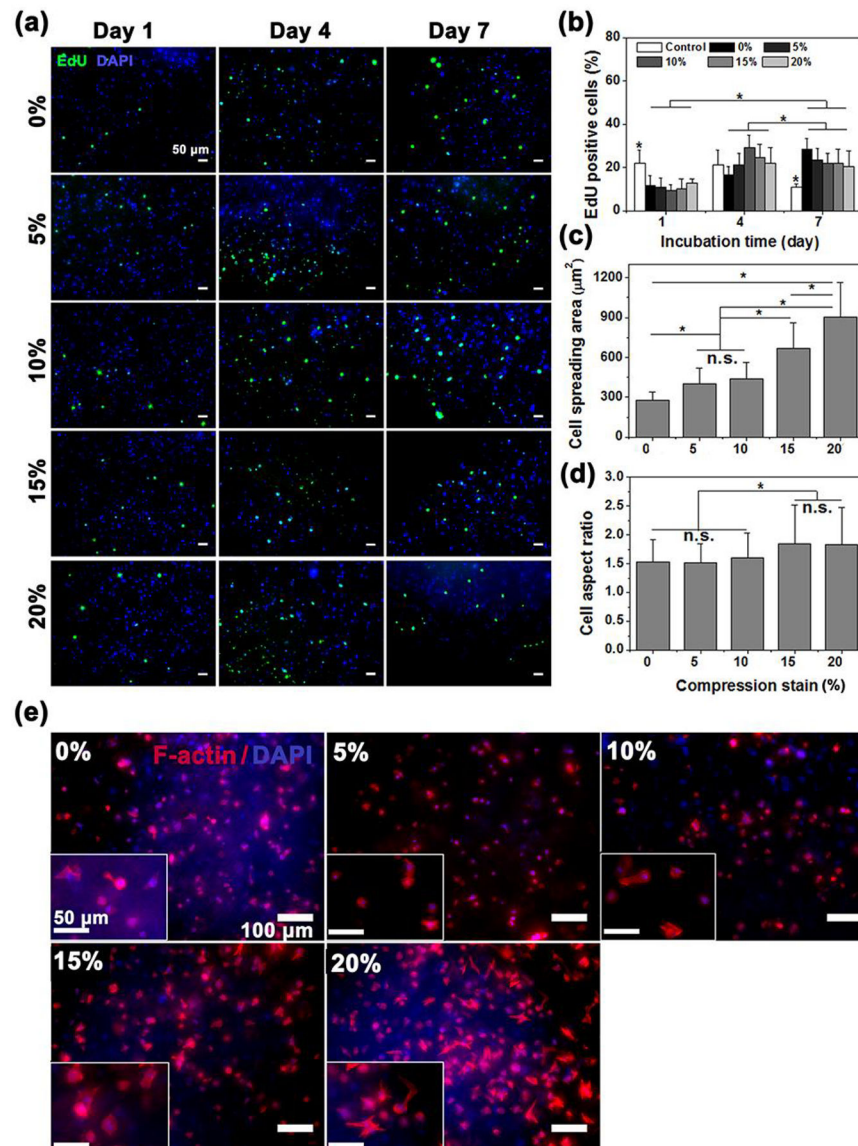 (a)
Day 1 Day 4 Day 7
EdU DAPI
50 μm
0%
5%
10%
15%
20%
(b)
Control 0% 5%
10% 15% 20%
EdU positive cells (%)
80
60
40
20
0
*
*
*
*
1 4 7
Incubation time (day)
(c)
Cell spreading area (μm²)
1200
900
600
300
0
*
*
*
*
*
n.s.
0 5 10 15 20
(d)
Cell aspect ratio
3.0
2.5
2.0
1.5
1.0
0.5
0.0
*
n.s.
n.s.
0 5 10 15 20
Compression stain (%)
(e)
0%
F-actin / DAPI
50 μm
100 μm
5%
10%
15%
20%